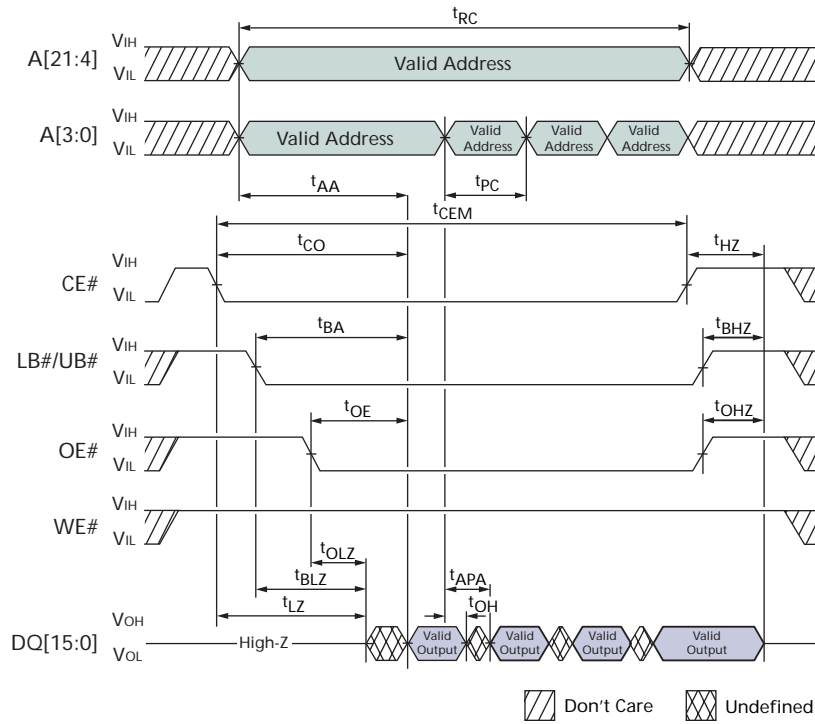 tRC
A[21:4] VIH VIL Valid Address
A[3:0] VIH VIL Valid Address Valid Address Valid Address Valid Address
tAA tPC
tCEM
tCO tHZ
CE# VIH VIL
tBA tBHZ
LB#/UB# VIH VIL
tOE tOHZ
OE# VIH VIL
WE# VIH VIL
tOLZ
tBLZ tAPA
tLZ tOH
DQ[15:0] VOH VOL High-Z Valid Output Valid Output Valid Output Valid Output
Don't Care Undefined